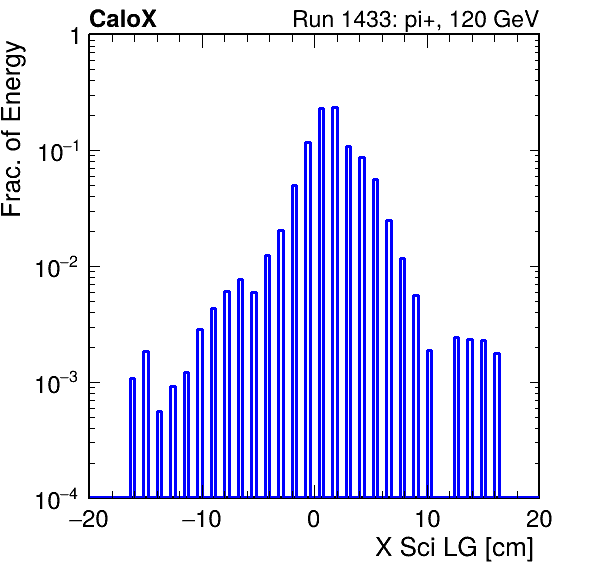 CaloX Run 1433: pi+, 120 GeV
Frac. of Energy
1
10⁻¹
10⁻²
10⁻³
10⁻⁴
−20 −10 0 10 20
X Sci LG [cm]